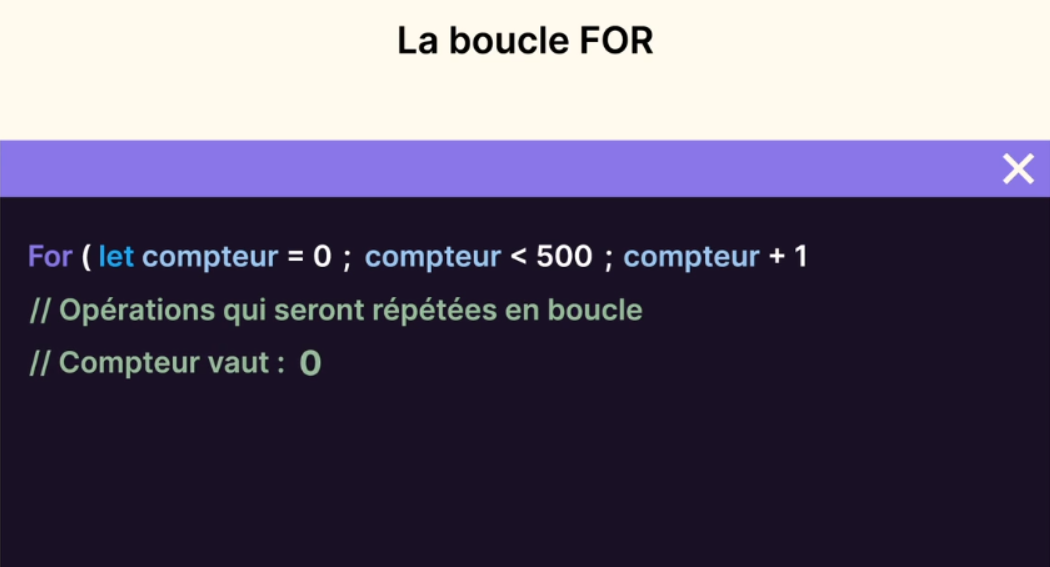 La boucle FOR
For ( let compteur = 0 ; compteur < 500 ; compteur + 1
// Opérations qui seront répétées en boucle
// Compteur vaut : 0